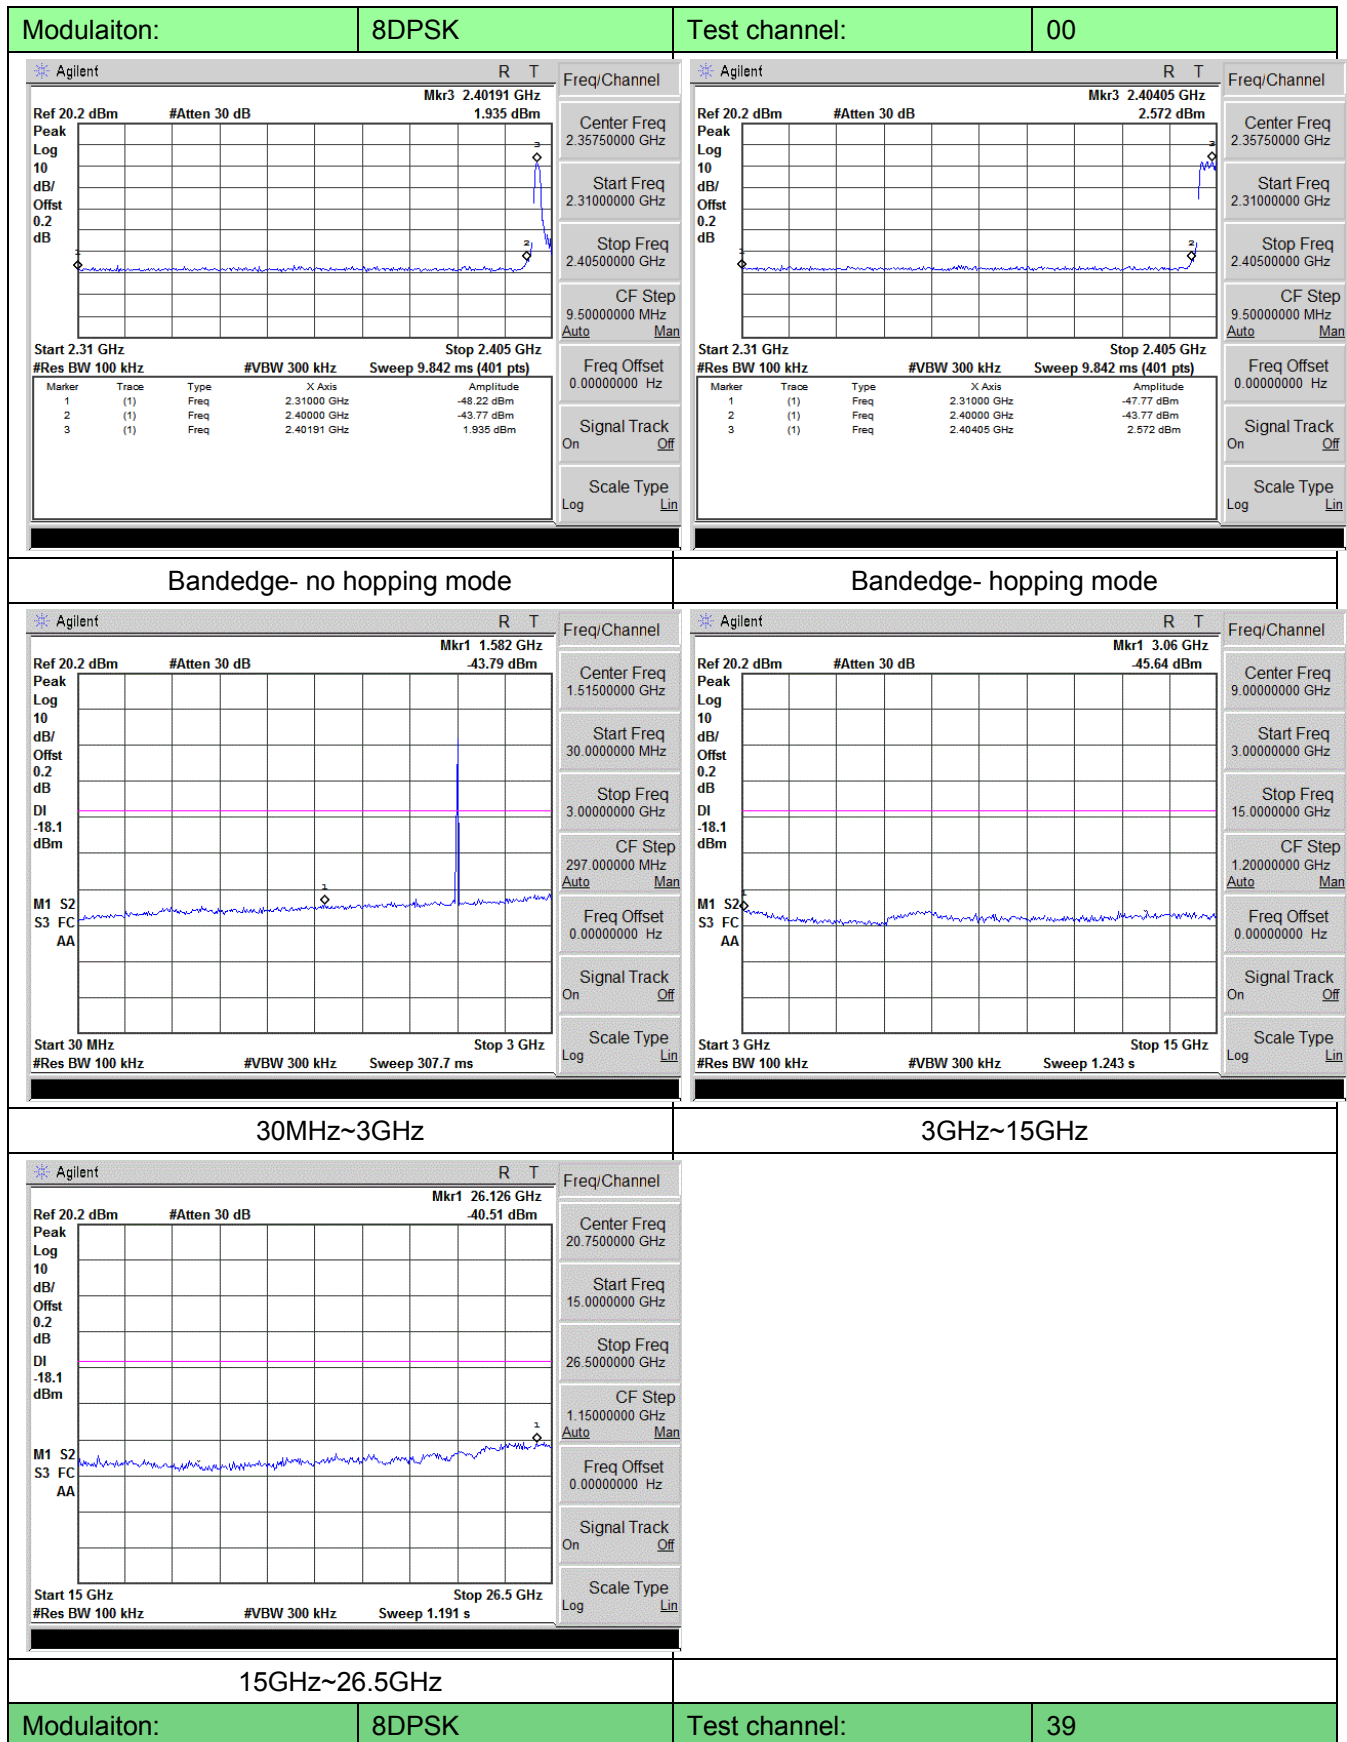 Modulaiton: 8DPSK Test channel: 00
Agilent R T
Mkr3 2.40191 GHz
Ref 20.2 dBm #Atten 30 dB 1.935 dBm
Peak
Log
10
dB/
Offst
0.2
dB
3
2
1
Start 2.31 GHz Stop 2.405 GHz
#Res BW 100 kHz #VBW 300 kHz Sweep 9.842 ms (401 pts)
Marker Trace Type X Axis Amplitude
1 (1) Freq 2.31000 GHz -48.22 dBm
2 (1) Freq 2.40000 GHz -43.77 dBm
3 (1) Freq 2.40191 GHz 1.935 dBm
Freq/Channel
Center Freq
2.35750000 GHz
Start Freq
2.31000000 GHz
Stop Freq
2.40500000 GHz
CF Step
9.50000000 MHz
Auto Man
Freq Offset
0.00000000 Hz
Signal Track
On Off
Scale Type
Log Lin
Agilent R T
Mkr3 2.40405 GHz
Ref 20.2 dBm #Atten 30 dB 2.572 dBm
Peak
Log
10
dB/
Offst
0.2
dB
3
2
1
Start 2.31 GHz Stop 2.405 GHz
#Res BW 100 kHz #VBW 300 kHz Sweep 9.842 ms (401 pts)
Marker Trace Type X Axis Amplitude
1 (1) Freq 2.31000 GHz -47.77 dBm
2 (1) Freq 2.40000 GHz -43.77 dBm
3 (1) Freq 2.40405 GHz 2.572 dBm
Freq/Channel
Center Freq
2.35750000 GHz
Start Freq
2.31000000 GHz
Stop Freq
2.40500000 GHz
CF Step
9.50000000 MHz
Auto Man
Freq Offset
0.00000000 Hz
Signal Track
On Off
Scale Type
Log Lin
Bandedge- no hopping mode Bandedge- hopping mode
Agilent R T
Mkr1 1.582 GHz
Ref 20.2 dBm #Atten 30 dB -43.79 dBm
Peak
Log
10
dB/
Offst
0.2
dB
DI
-18.1
dBm
1
M1 S2
S3 FC
AA
Start 30 MHz Stop 3 GHz
#Res BW 100 kHz #VBW 300 kHz Sweep 307.7 ms
Freq/Channel
Center Freq
1.51500000 GHz
Start Freq
30.0000000 MHz
Stop Freq
3.00000000 GHz
CF Step
297.000000 MHz
Auto Man
Freq Offset
0.00000000 Hz
Signal Track
On Off
Scale Type
Log Lin
Agilent R T
Mkr1 3.06 GHz
Ref 20.2 dBm #Atten 30 dB -45.64 dBm
Peak
Log
10
dB/
Offst
0.2
dB
DI
-18.1
dBm
1
M1 S2
S3 FC
AA
Start 3 GHz Stop 15 GHz
#Res BW 100 kHz #VBW 300 kHz Sweep 1.243 s
Freq/Channel
Center Freq
9.00000000 GHz
Start Freq
3.00000000 GHz
Stop Freq
15.0000000 GHz
CF Step
1.20000000 GHz
Auto Man
Freq Offset
0.00000000 Hz
Signal Track
On Off
Scale Type
Log Lin
30MHz~3GHz 3GHz~15GHz
Agilent R T
Mkr1 26.126 GHz
Ref 20.2 dBm #Atten 30 dB -40.51 dBm
Peak
Log
10
dB/
Offst
0.2
dB
DI
-18.1
dBm
1
M1 S2
S3 FC
AA
Start 15 GHz Stop 26.5 GHz
#Res BW 100 kHz #VBW 300 kHz Sweep 1.191 s
Freq/Channel
Center Freq
20.7500000 GHz
Start Freq
15.0000000 GHz
Stop Freq
26.5000000 GHz
CF Step
1.15000000 GHz
Auto Man
Freq Offset
0.00000000 Hz
Signal Track
On Off
Scale Type
Log Lin
15GHz~26.5GHz
Modulaiton: 8DPSK Test channel: 39